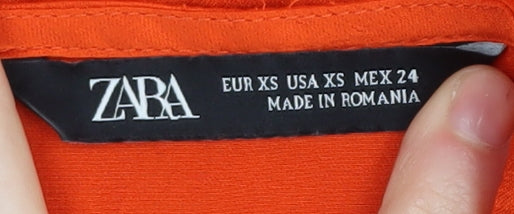 ZARA
EUR XS USA XS MEX 24
MADE IN ROMANIA